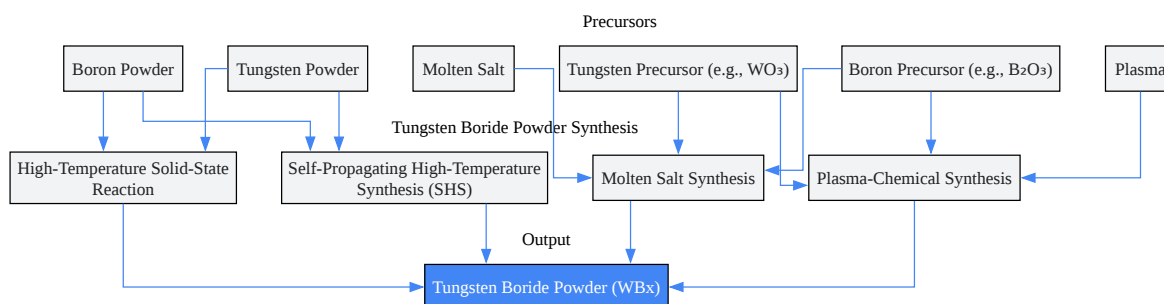 Precursors
Boron Powder
Tungsten Powder
Molten Salt
Tungsten Precursor (e.g., WO₃)
Boron Precursor (e.g., B₂O₃)
Plasma
Tungsten Boride Powder Synthesis
High-Temperature Solid-State
Reaction
Self-Propagating High-Temperature
Synthesis (SHS)
Molten Salt Synthesis
Plasma-Chemical Synthesis
Output
Tungsten Boride Powder (WBx)